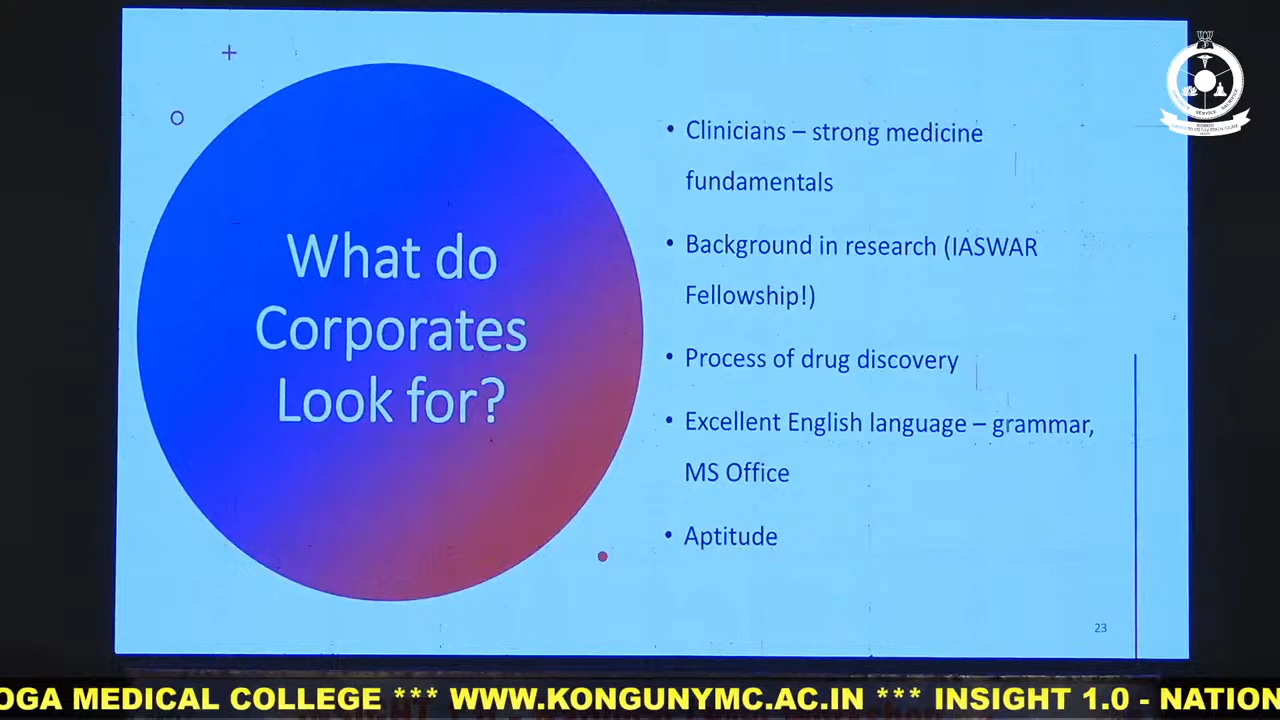 What do
Corporates
Look for?
• Clinicians – strong medicine
fundamentals
• Background in research (IASWAR
Fellowship!)
• Process of drug discovery
• Excellent English language – grammar,
MS Office
• Aptitude
23
OGA MEDICAL COLLEGE *** WWW.KONGUNYMC.AC.IN *** INSIGHT 1.0 - NATION